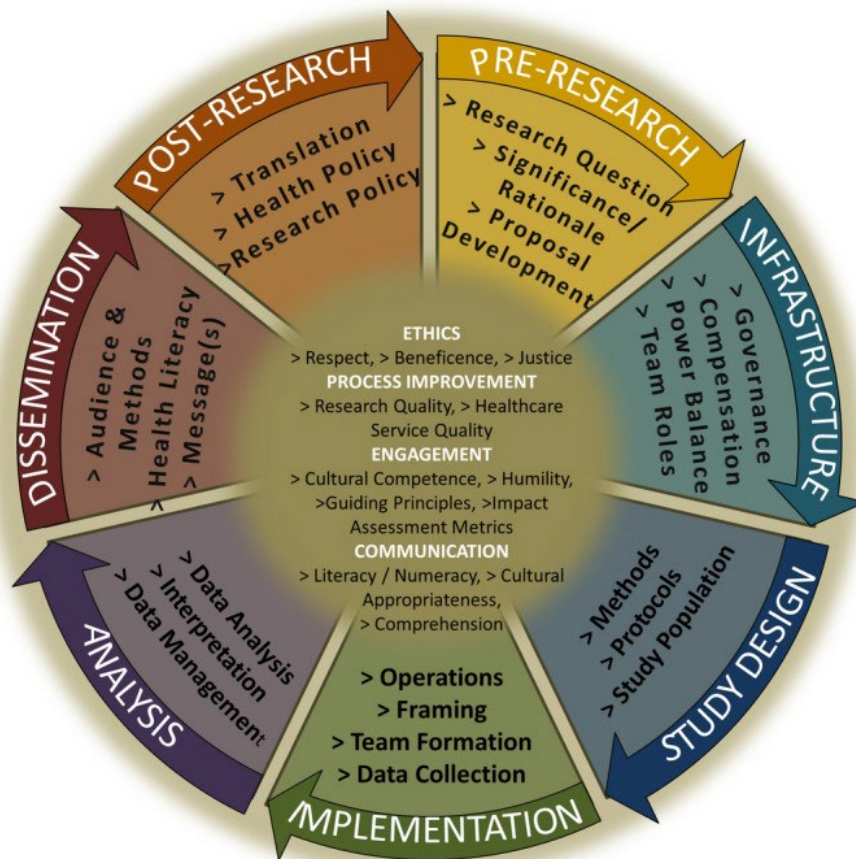 PRE-RESEARCH
> Research Question
> Significance/
Rationale
> Proposal
Development
INFRASTRUCTURE
> Governance
> Compensation
> Power Balance
> Team Roles
STUDY DESIGN
> Methods
> Protocols
> Study Population
IMPLEMENTATION
> Operations
> Framing
> Team Formation
> Data Collection
ANALYSIS
> Data Analysis
> Interpretation
> Data Management
DISSEMINATION
> Audience &
Methods
> Health Literacy
> Message(s)
POST-RESEARCH
> Translation
> Health Policy
>Research Policy
ETHICS
> Respect, > Beneficence, > Justice
PROCESS IMPROVEMENT
> Research Quality, > Healthcare
Service Quality
ENGAGEMENT
> Cultural Competence, > Humility,
>Guiding Principles, >Impact
Assessment Metrics
COMMUNICATION
> Literacy / Numeracy, > Cultural
Appropriateness,
> Comprehension